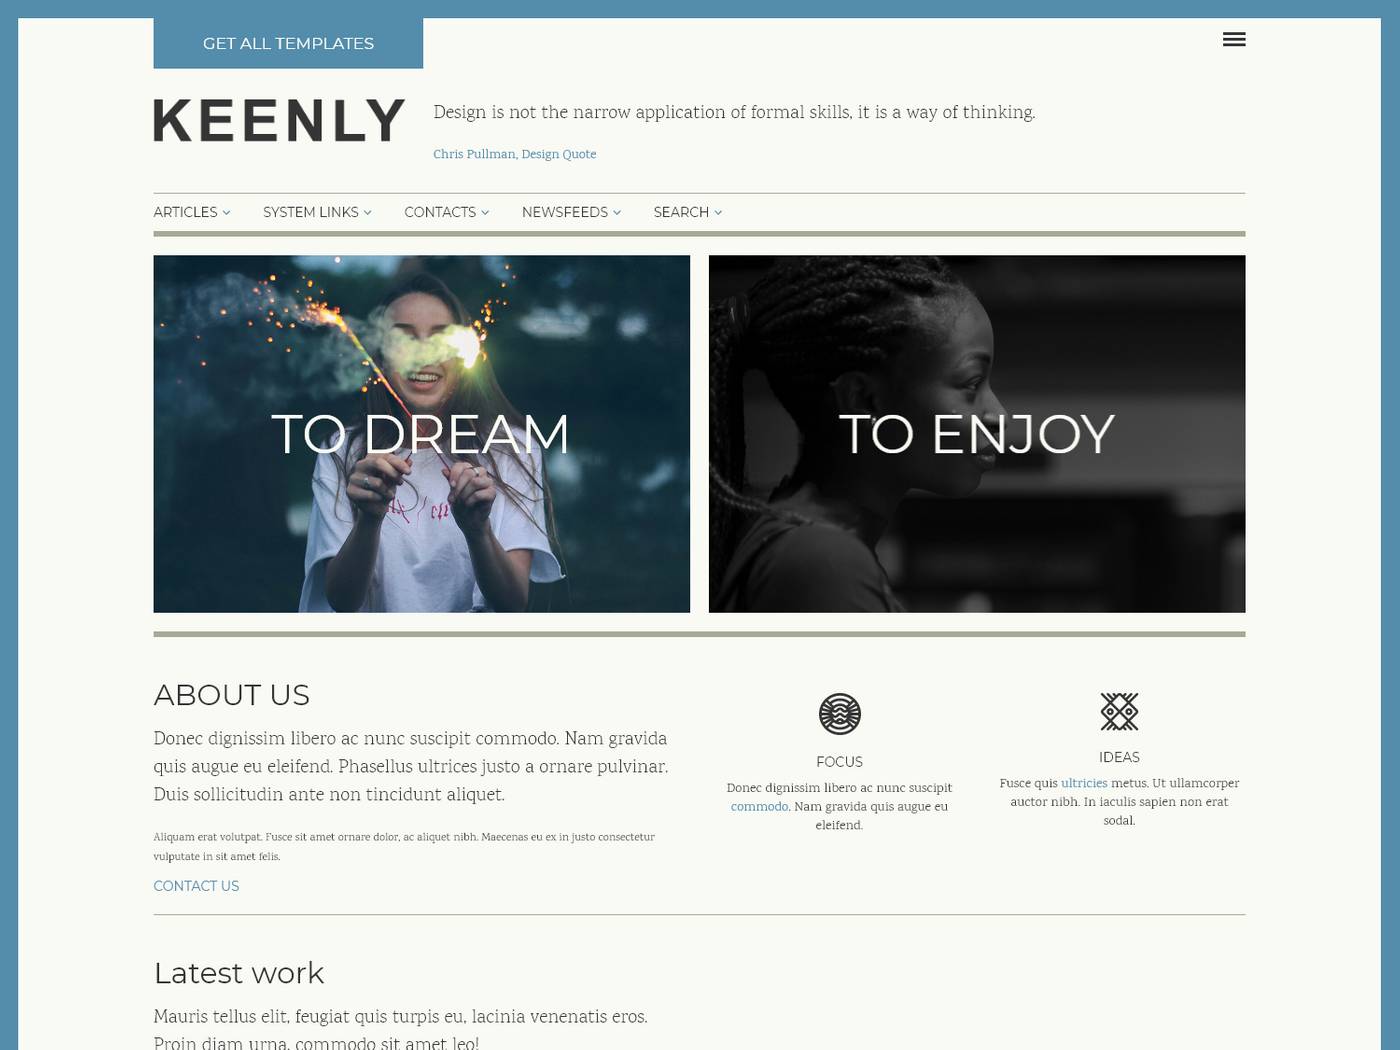 GET ALL TEMPLATES
KEENLY
Design is not the narrow application of formal skills, it is a way of thinking.
Chris Pullman, Design Quote
ARTICLES
SYSTEM LINKS
CONTACTS
NEWSFEEDS
SEARCH
TO DREAM
TO ENJOY
ABOUT US
Donec dignissim libero ac nunc suscipit commodo. Nam gravida
quis augue eu eleifend. Phasellus ultrices justo a ornare pulvinar.
Duis sollicitudin ante non tincidunt aliquet.
Aliquam erat volutpat. Fusce sit amet ornare dolor, ac aliquet nibh. Maecenas eu ex in justo consectetur
vulputate in sit amet felis.
CONTACT US
FOCUS
Donec dignissim libero ac nunc suscipit
commodo. Nam gravida quis augue eu
eleifend.
IDEAS
Fusce quis ultricies metus. Ut ullamcorper
auctor nibh. In iaculis sapien non erat
sodal.
Latest work
Mauris tellus elit, feugiat quis turpis eu, lacinia venenatis eros.
Proin diam urna, commodo sit amet leo!